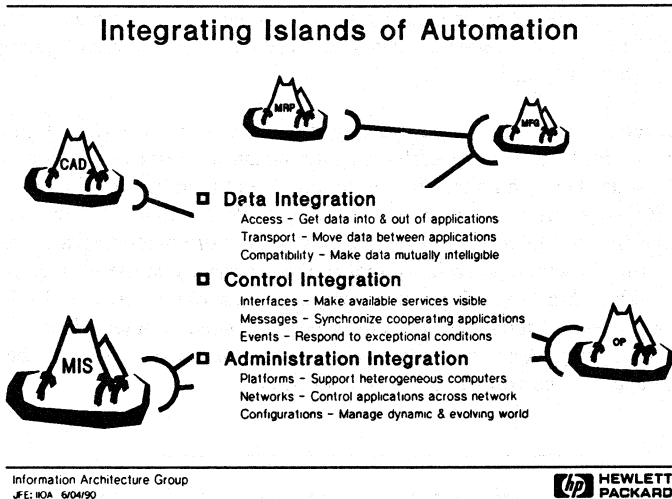 Integrating Islands of Automation
MRP
MFG
CAD
Data Integration
Access - Get data into & out of applications
Transport - Move data between applications
Compatibility - Make data mutually intelligible
Control Integration
Interfaces - Make available services visible
Messages - Synchronize cooperating applications
Events - Respond to exceptional conditions
OP
MIS
Administration Integration
Platforms - Support heterogeneous computers
Networks - Control applications across network
Configurations - Manage dynamic & evolving world
Information Architecture Group
JFE: IIOA 6/04/90
hp HEWLETT
PACKARD